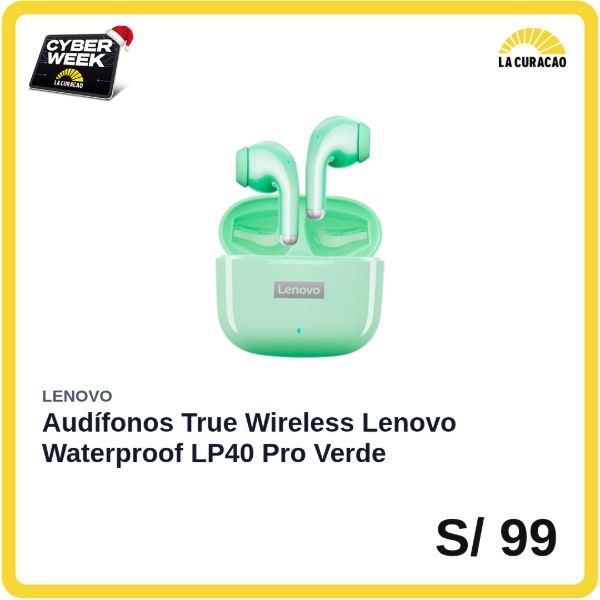 CYBER
WEEK
LA CURACAO
LA CURACAO
Lenovo
LENOVO
Audífonos True Wireless Lenovo
Waterproof LP40 Pro Verde
S/ 99